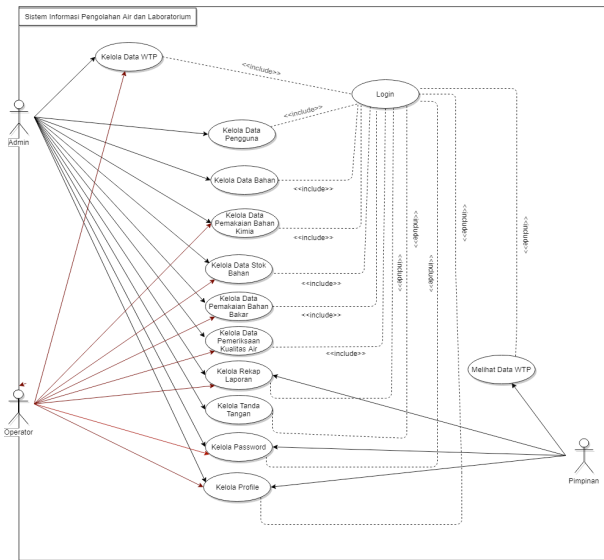 Sistem Informasi Pengolahan Air dan Laboratorium
Kelola Data WTP
<<include>>
Login
Admin
<<include>>
Kelola Data
Pengguna
Kelola Data Bahan
<<include>>
Kelola Data
Pemakaian Bahan
Kimia
<<include>>
<<include>>
<<include>>
<<include>>
Kelola Data Stok
Bahan
<<include>>
Kelola Data
Pemakaian Bahan
Bakar
<<include>>
Kelola Data
Pemeriksaan
Kualitas Air
<<include>>
Kelola Rekap
Laporan
Melihat Data WTP
Kelola Tanda
Tangan
Operator
Kelola Password
Pimpinan
Kelola Profile